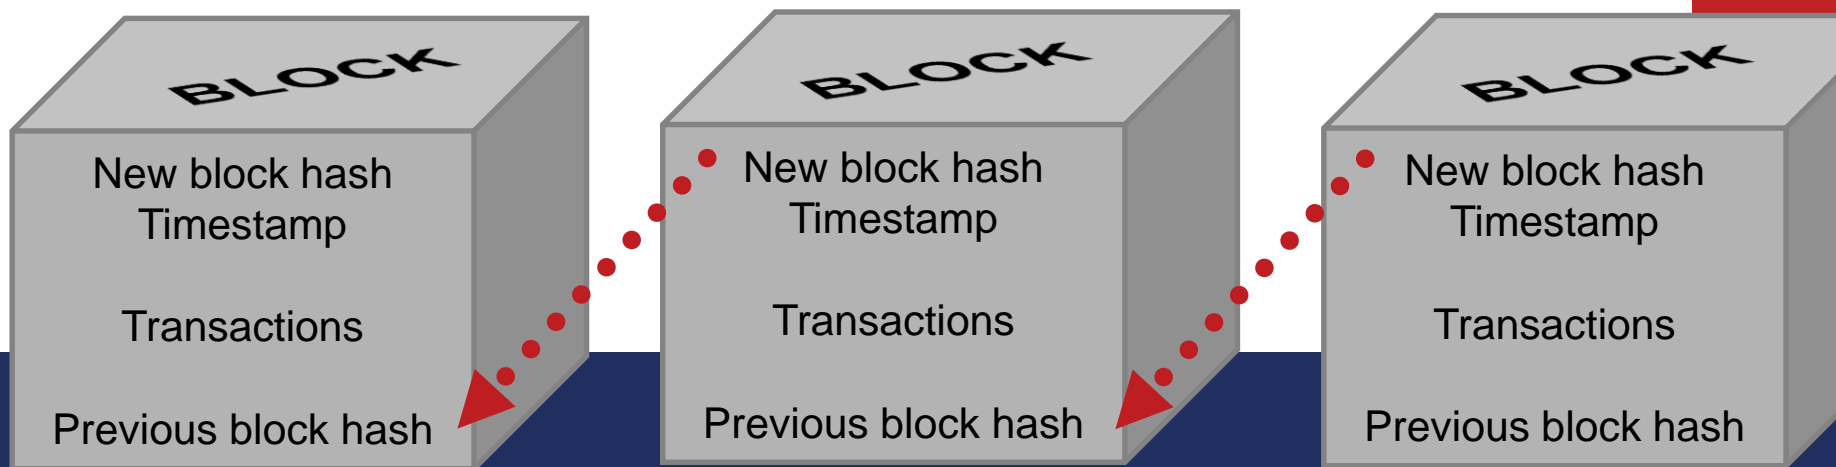 BLOCK
New block hash
Timestamp
Transactions
Previous block hash
BLOCK
New block hash
Timestamp
Transactions
Previous block hash
BLOCK
New block hash
Timestamp
Transactions
Previous block hash